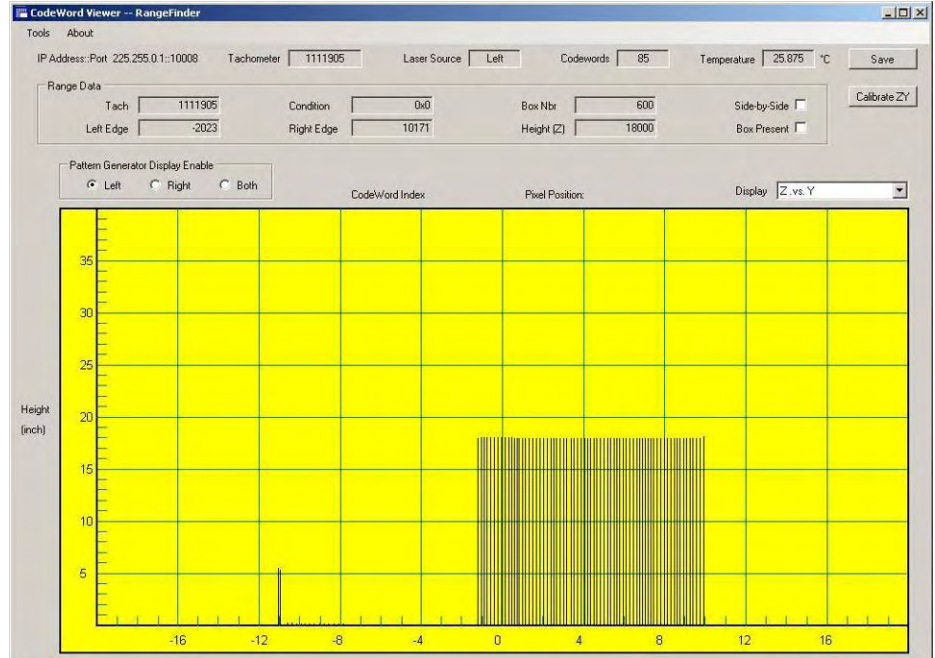 CodeWord Viewer -- RangeFinder
Tools About
IP Address::Port 225.255.0.1::10008 Tachometer 1111905 Laser Source Left Codewords 85 Temperature 25.875 °C Save
Range Data
Tach 1111905 Condition 0x0 Box Nbr 600 Side-by-Side Calibrate ZY
Left Edge -2023 Right Edge 10171 Height (Z) 18000 Box Present
Pattern Generator Display Enable
Left Right Both
CodeWord Index Pixel Position: Display Z .vs. Y
35
30
25
Height
(inch)
20
15
10
5
-16 -12 -8 -4 0 4 8 12 16